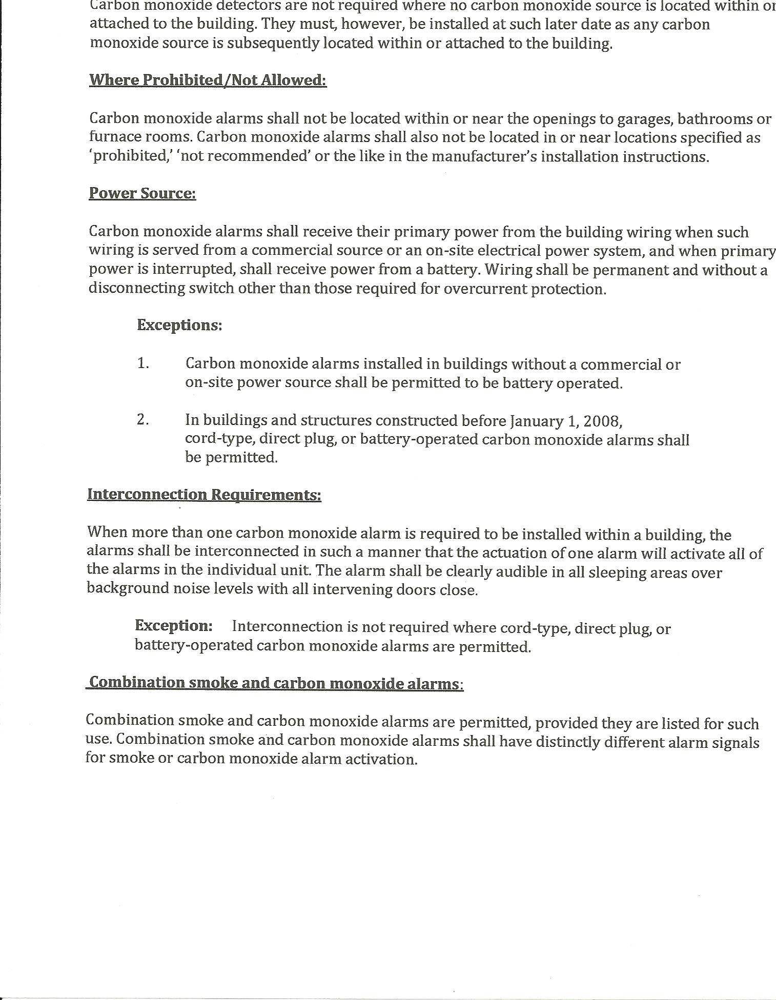 Carbon monoxide detectors are not required where no carbon monoxide source is located within or
attached to the building. They must, however, be installed at such later date as any carbon
monoxide source is subsequently located within or attached to the building.
Where Prohibited/Not Allowed:
Carbon monoxide alarms shall not be located within or near the openings to garages, bathrooms or
furnace rooms. Carbon monoxide alarms shall also not be located in or near locations specified as
‘prohibited,’ ‘not recommended’ or the like in the manufacturer’s installation instructions.
Power Source:
Carbon monoxide alarms shall receive their primary power from the building wiring when such
wiring is served from a commercial source or an on-site electrical power system, and when primary
power is interrupted, shall receive power from a battery. Wiring shall be permanent and without a
disconnecting switch other than those required for overcurrent protection.
Exceptions:
1. Carbon monoxide alarms installed in buildings without a commercial or
on-site power source shall be permitted to be battery operated.
2. In buildings and structures constructed before January 1, 2008,
cord-type, direct plug, or battery-operated carbon monoxide alarms shall
be permitted.
Interconnection Requirements:
When more than one carbon monoxide alarm is required to be installed within a building, the
alarms shall be interconnected in such a manner that the actuation of one alarm will activate all of
the alarms in the individual unit. The alarm shall be clearly audible in all sleeping areas over
background noise levels with all intervening doors close.
Exception: Interconnection is not required where cord-type, direct plug, or
battery-operated carbon monoxide alarms are permitted.
Combination smoke and carbon monoxide alarms:
Combination smoke and carbon monoxide alarms are permitted, provided they are listed for such
use. Combination smoke and carbon monoxide alarms shall have distinctly different alarm signals
for smoke or carbon monoxide alarm activation.